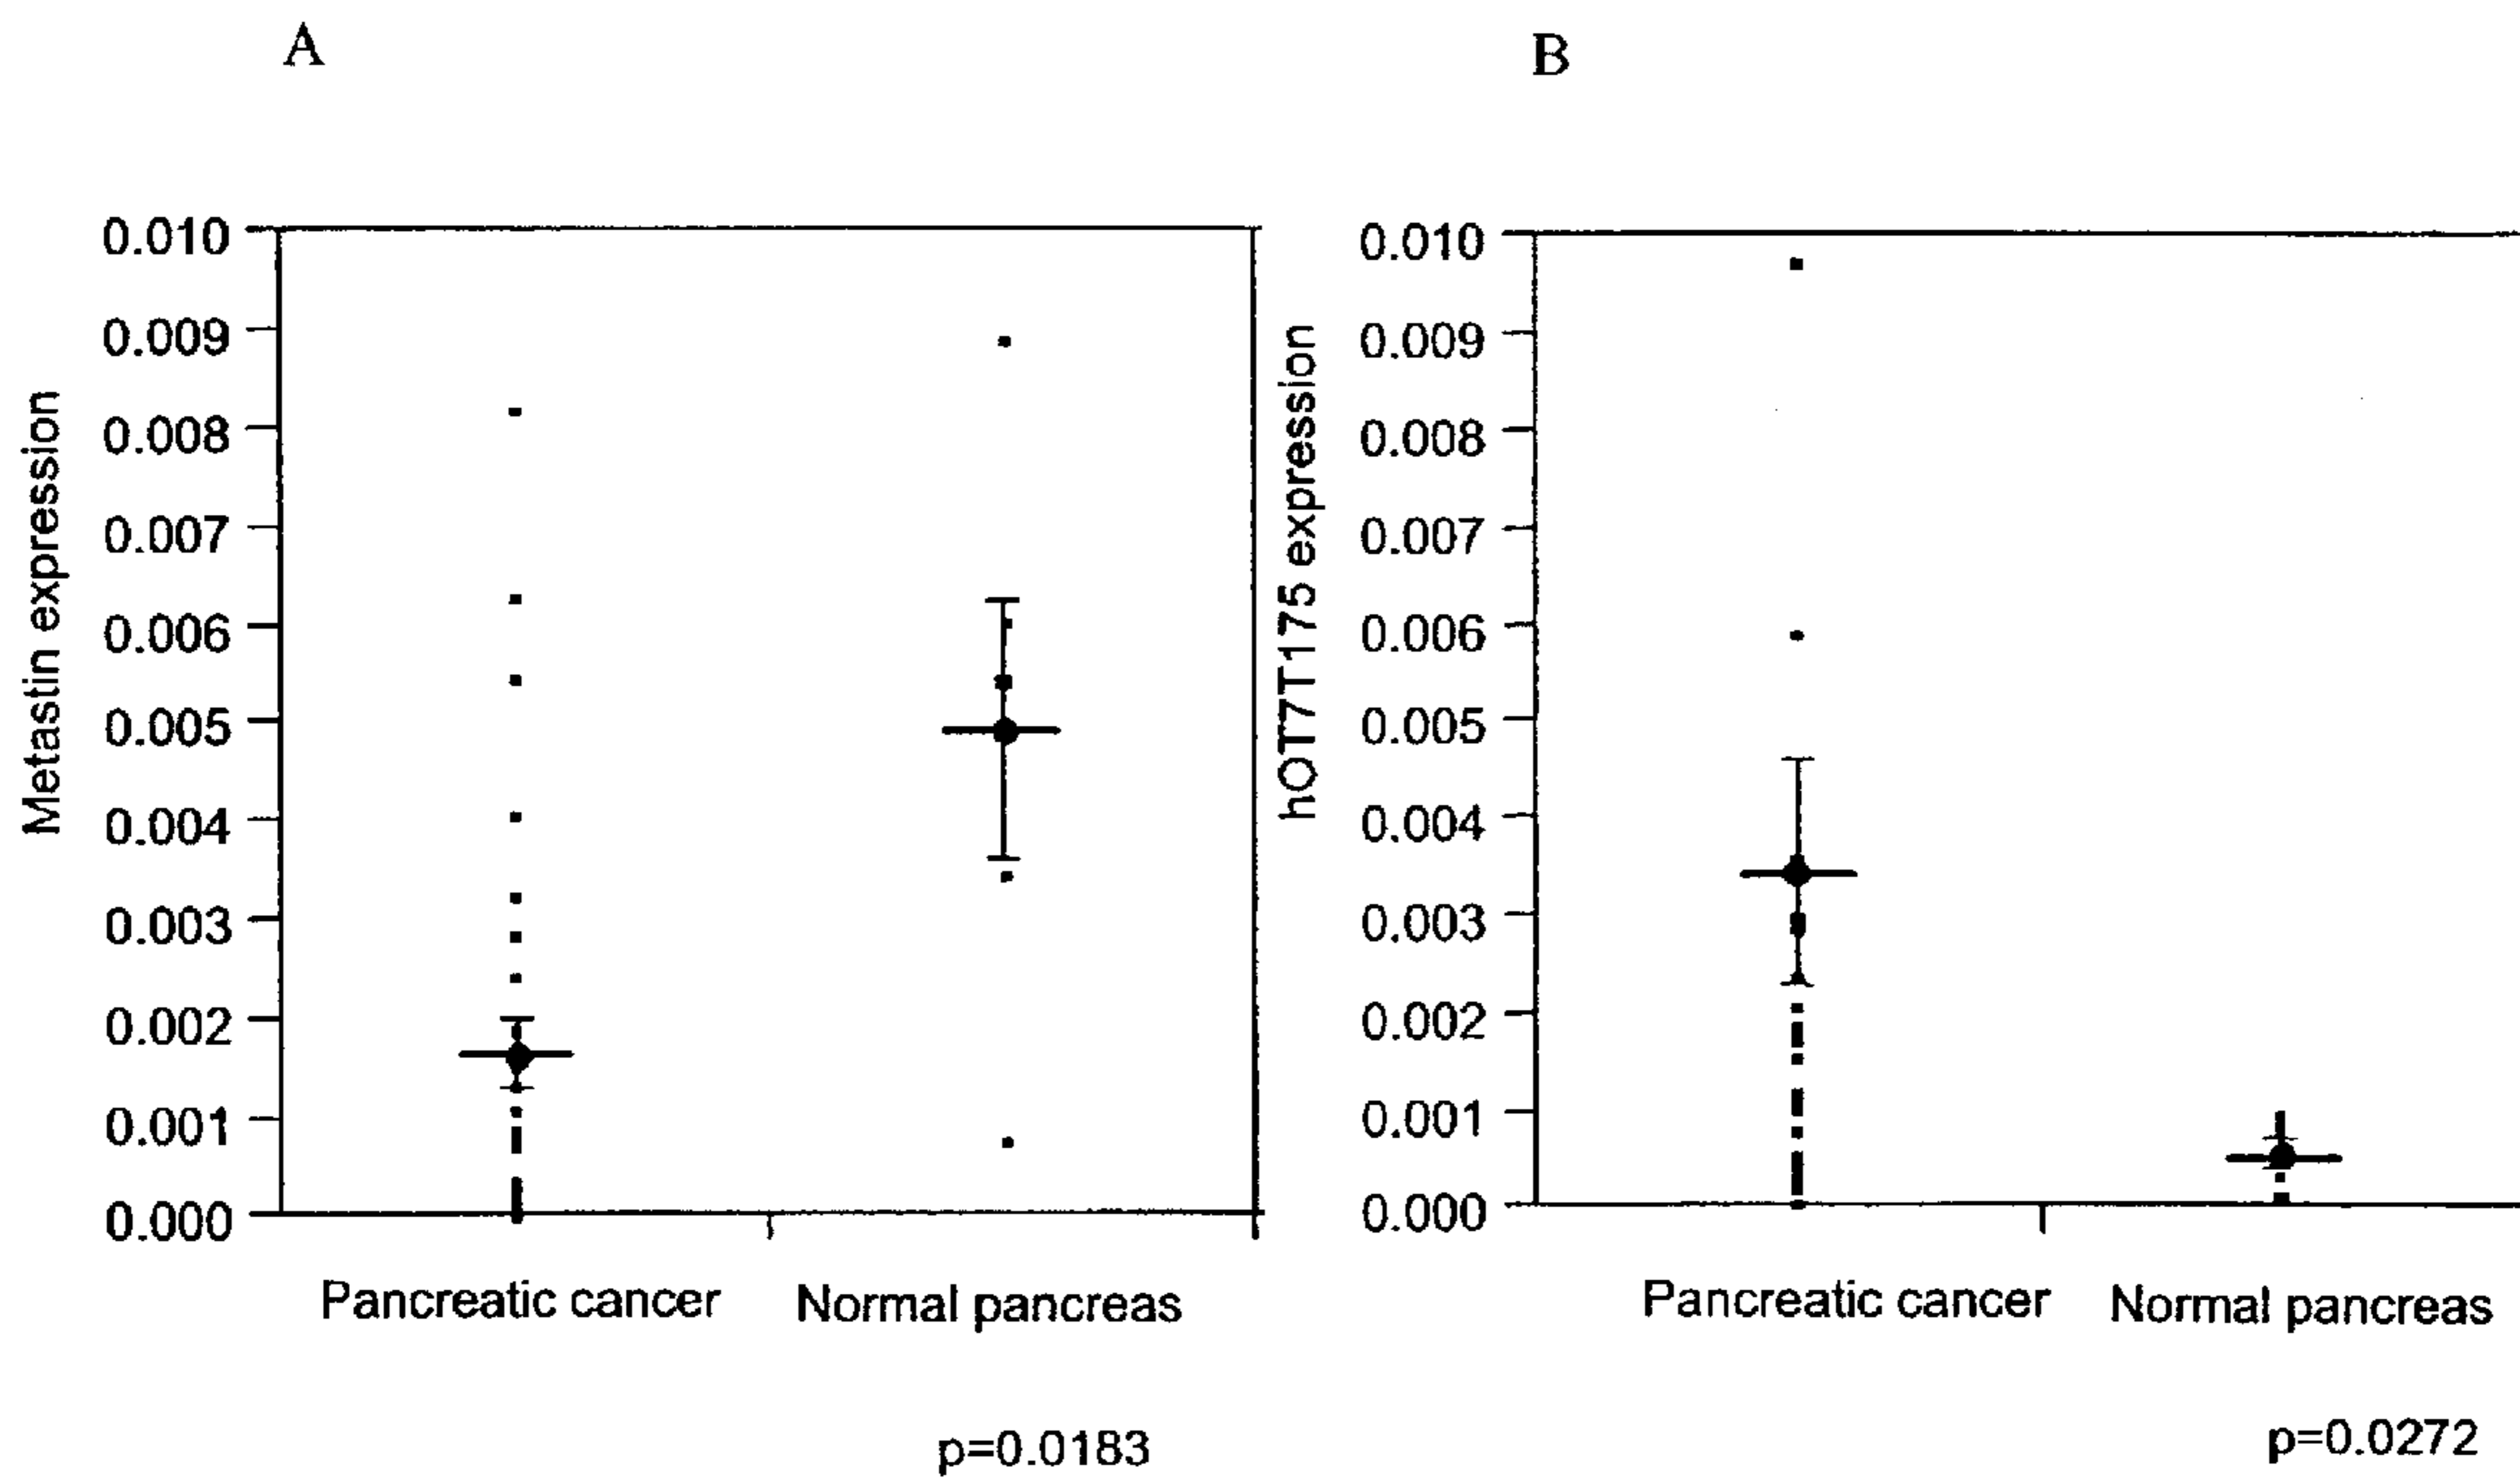 A
Metastin expression
0.010
0.009
0.008
0.007
0.006
0.005
0.004
0.003
0.002
0.001
0.000
Pancreatic cancer
Normal pancreas
p=0.0183
B
hOT7T175 expression
0.010
0.009
0.008
0.007
0.006
0.005
0.004
0.003
0.002
0.001
0.000
Pancreatic cancer
Normal pancreas
p=0.0272